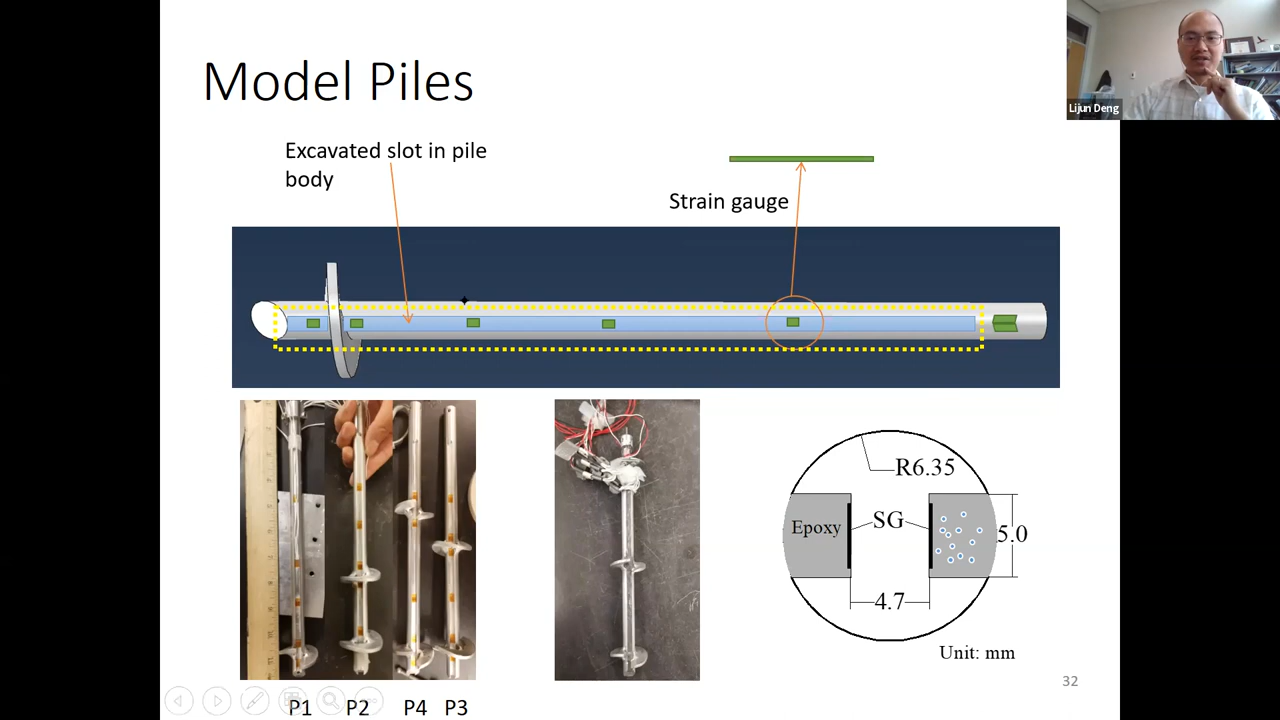 Model Piles
Lijun Deng
Excavated slot in pile
body
Strain gauge
R6.35
Epoxy
SG
5.0
4.7
Unit: mm
32
P1
P2
P4
P3